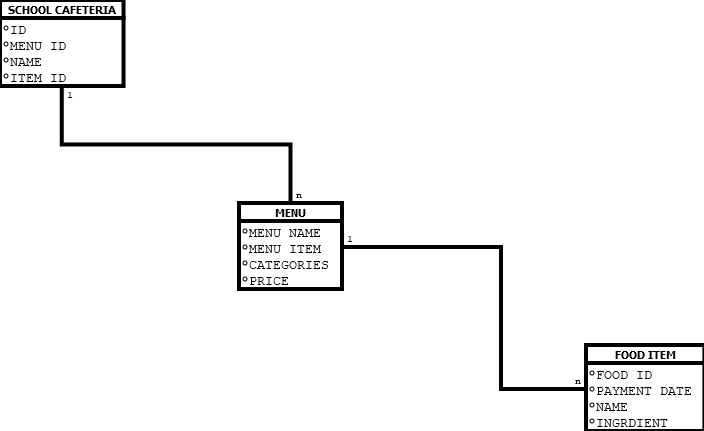 SCHOOL CAFETERIA
ID
MENU ID
NAME
ITEM ID
1
n
MENU
MENU NAME
MENU ITEM
CATEGORIES
PRICE
1
n
FOOD ITEM
FOOD ID
PAYMENT DATE
NAME
INGRDIENT